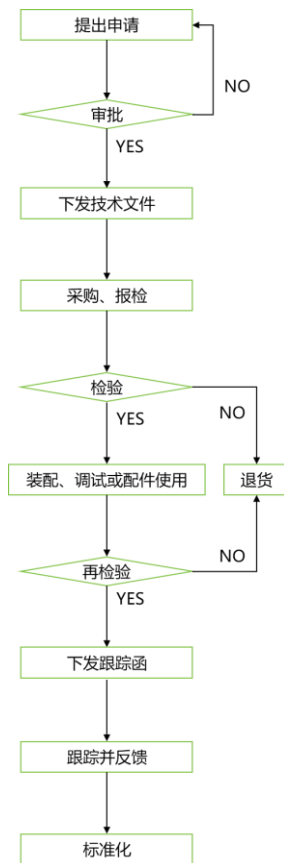 提出申请
NO
审批
YES
下发技术文件
采购、报检
检验
NO
YES
装配、调试或配件使用
退货
NO
再检验
YES
下发跟踪函
跟踪并反馈
标准化